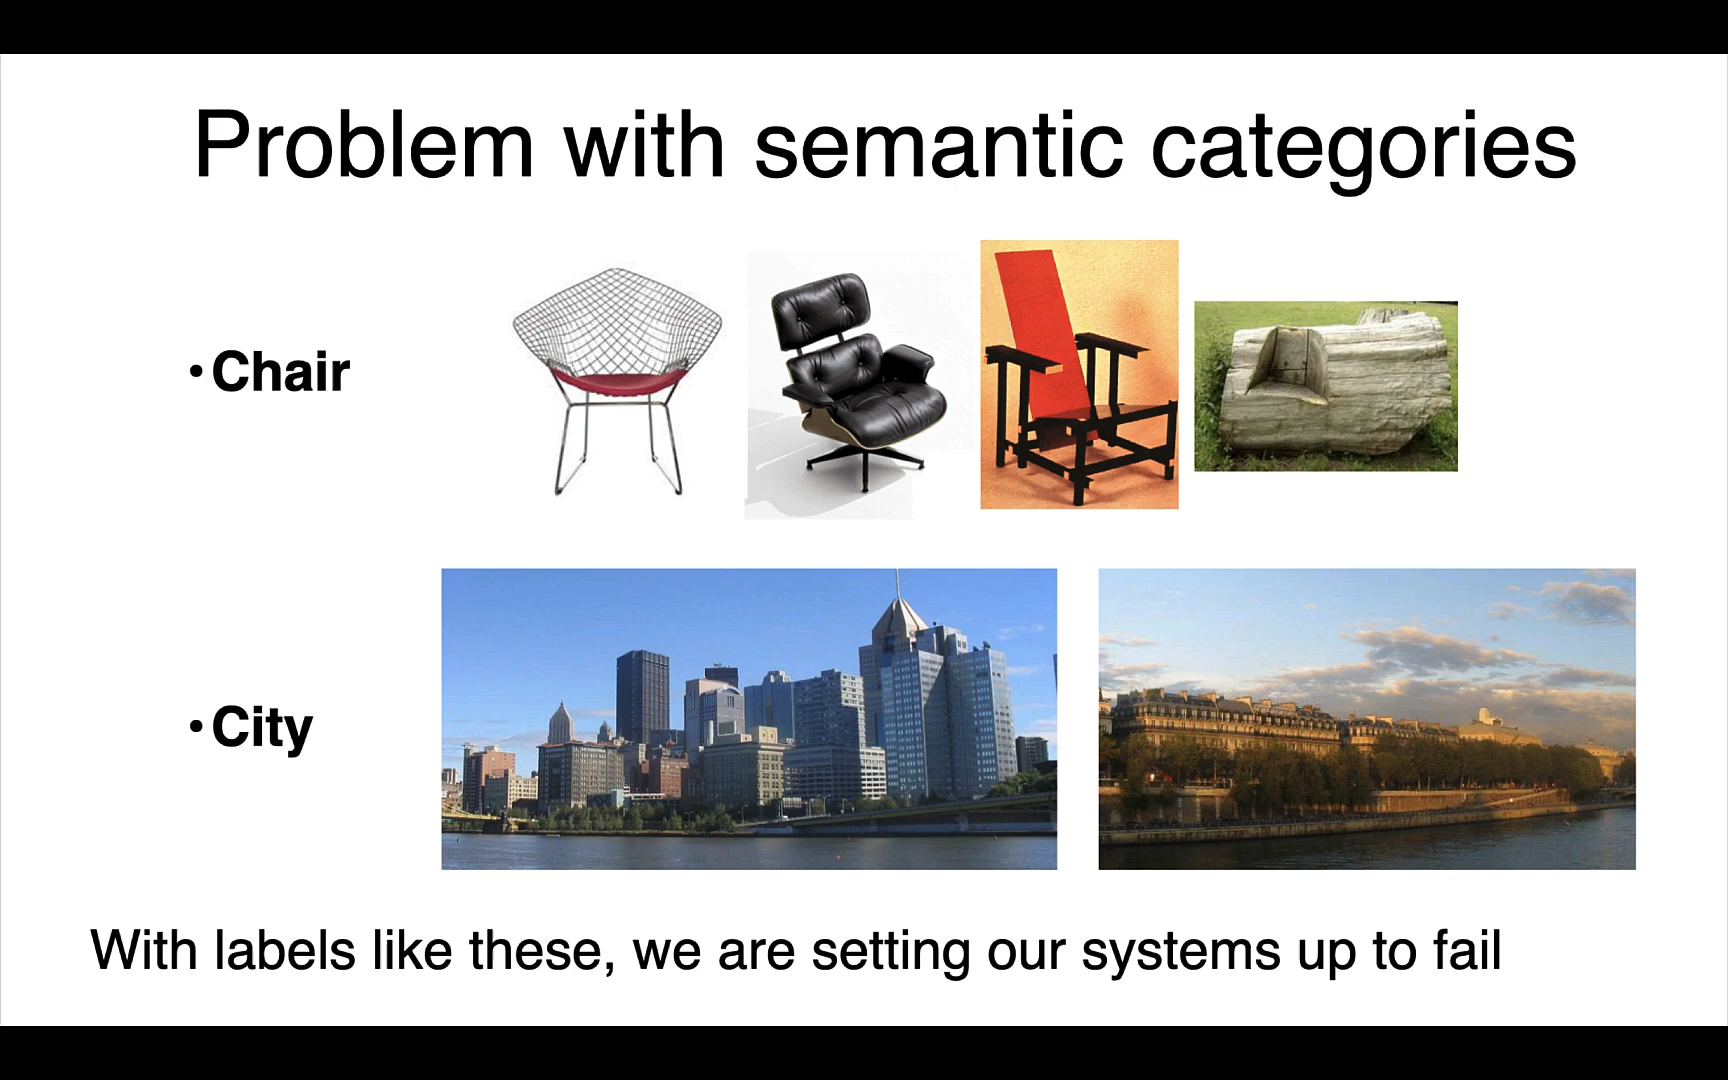 Problem with semantic categories
• Chair
• City
With labels like these, we are setting our systems up to fail